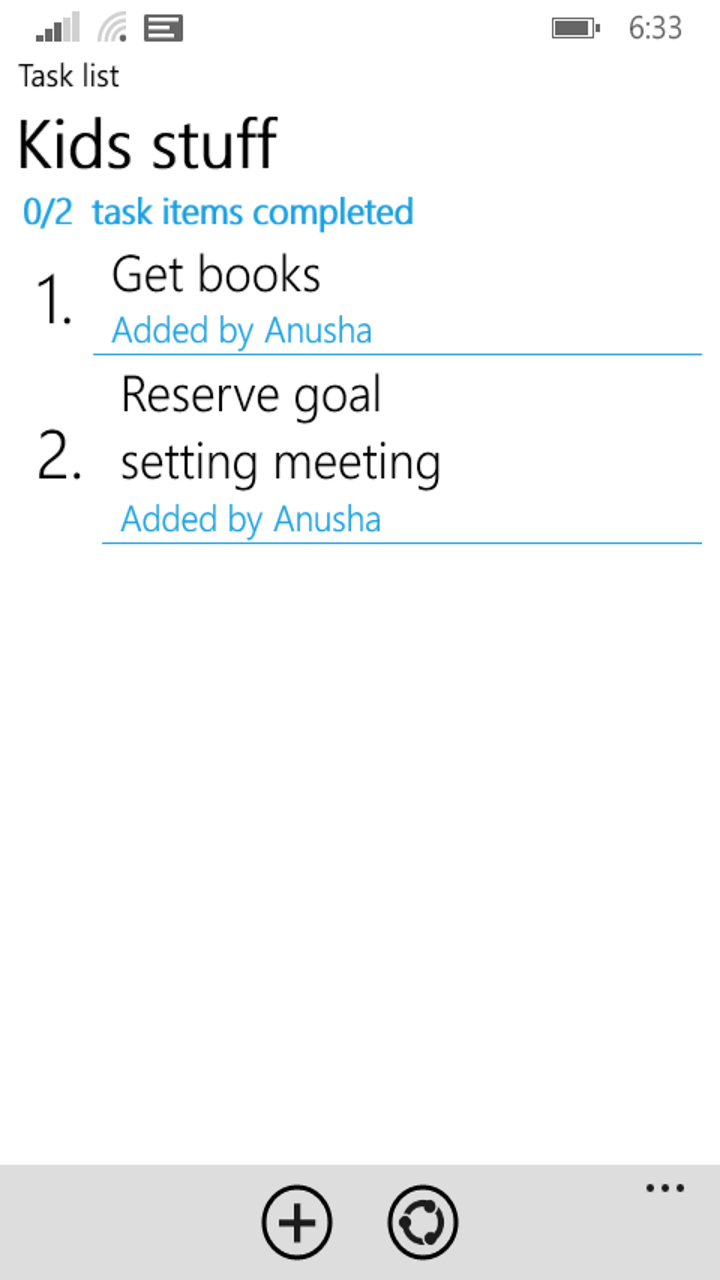 6:33
Task list
Kids stuff
0/2 task items completed
1. Get books
Added by Anusha
2. Reserve goal
setting meeting
Added by Anusha